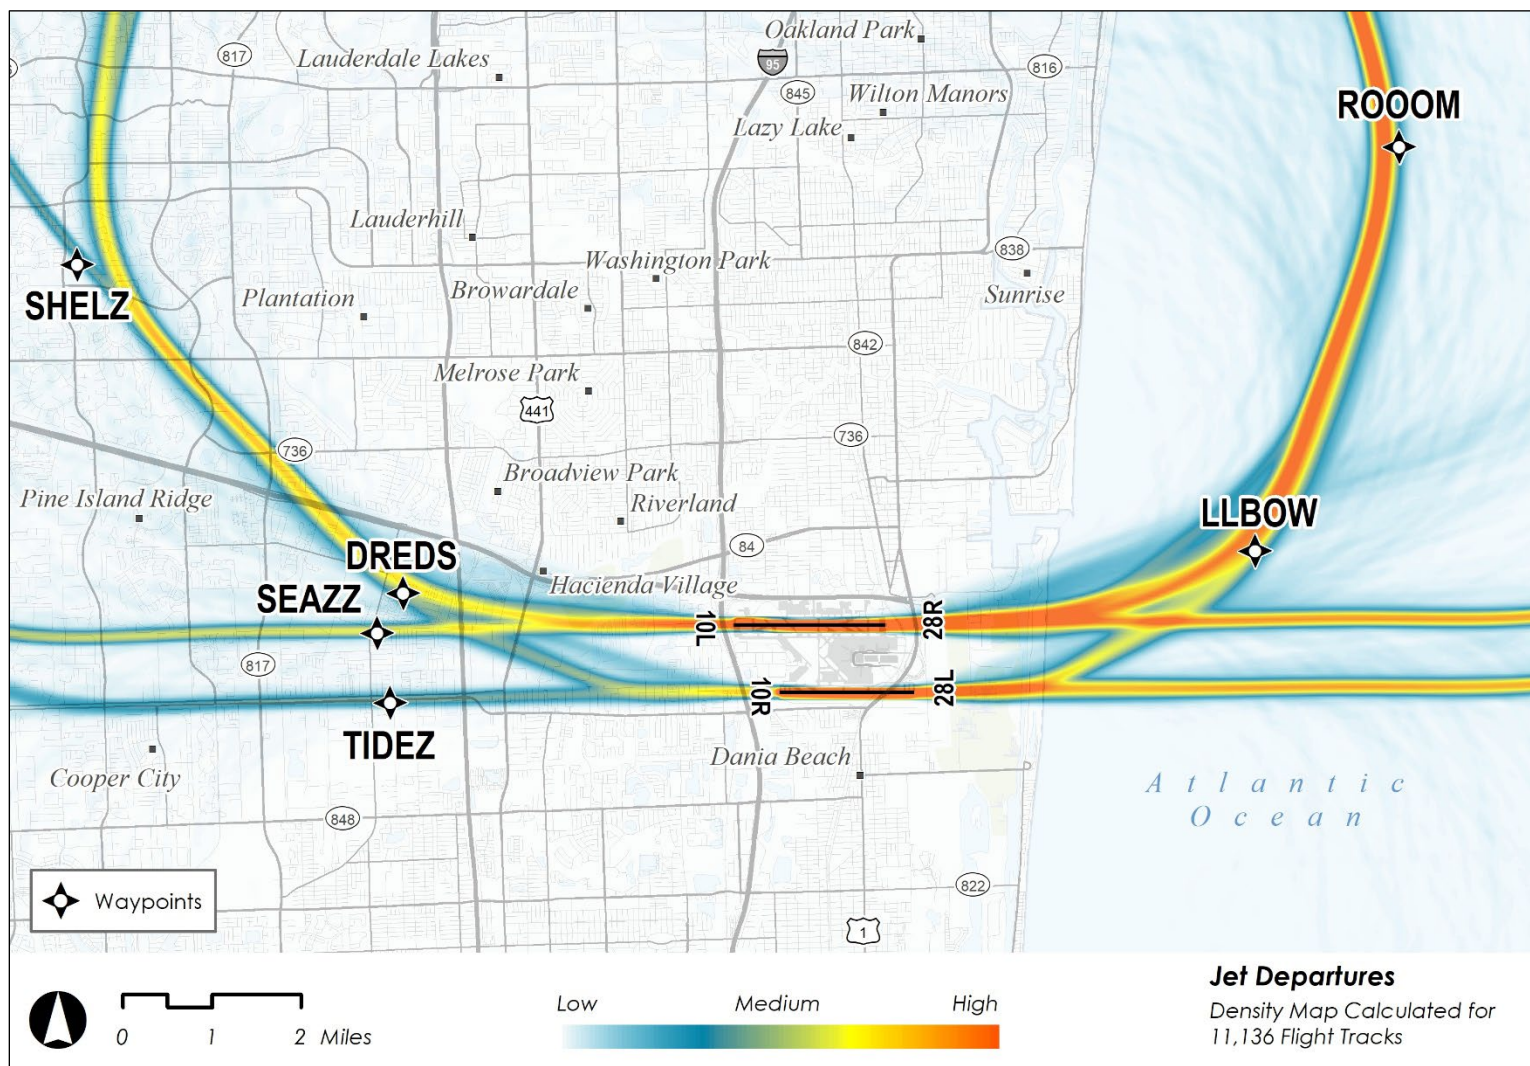 Oakland Park
817
Lauderdale Lakes
95
816
845
Wilton Manors
ROOOM
Lazy Lake
Lauderhill
838
Washington Park
SHELZ
Plantation
Browardale
Sunrise
842
Melrose Park
441
736
736
Broadview Park
Pine Island Ridge
Riverland
LLBOW
84
DREDS
Hacienda Village
SEAZZ
10L
28R
817
10R
28L
TIDEZ
Dania Beach
Cooper City
Atlantic
Ocean
848
822
Waypoints
1
Jet Departures
Low Medium High
Density Map Calculated for
11,136 Flight Tracks
0 1 2 Miles